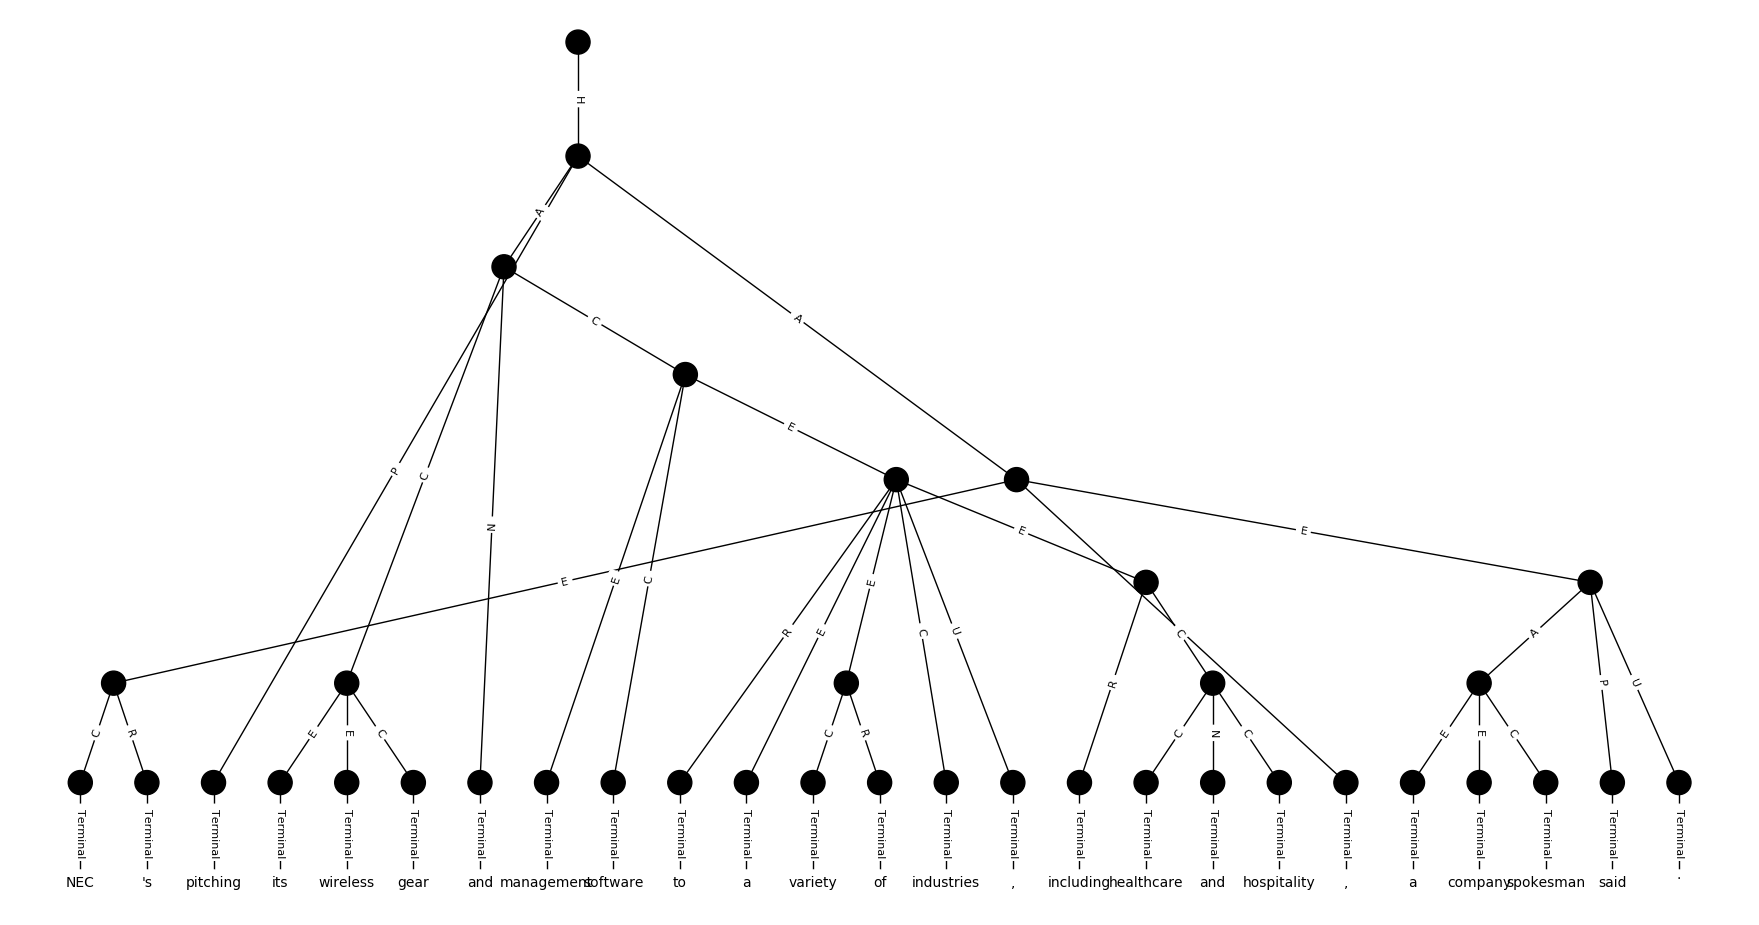 H
A
C
A
E
P
C
N
E
E
E
E
C
E
R
E
C
U
C
A
R
P
U
C
R
E
E
C
C
R
C
N
C
E
E
C
Terminal Terminal Terminal Terminal Terminal Terminal Terminal Terminal Terminal Terminal Terminal Terminal Terminal Terminal Terminal Terminal Terminal Terminal Terminal Terminal Terminal Terminal Terminal Terminal Terminal
NEC 's pitching its wireless gear and management software to a variety of industries , including healthcare and hospitality , a company spokesman said .